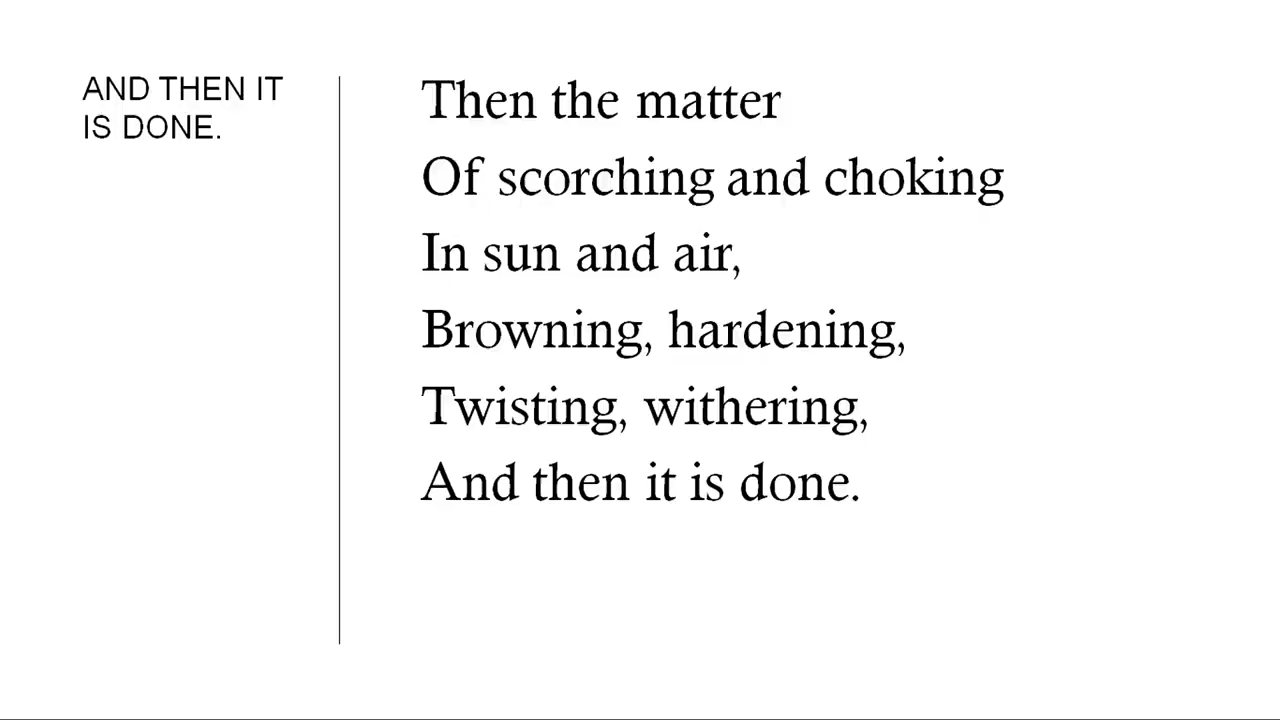 AND THEN IT
IS DONE.
Then the matter
Of scorching and choking
In sun and air,
Browning, hardening,
Twisting, withering,
And then it is done.